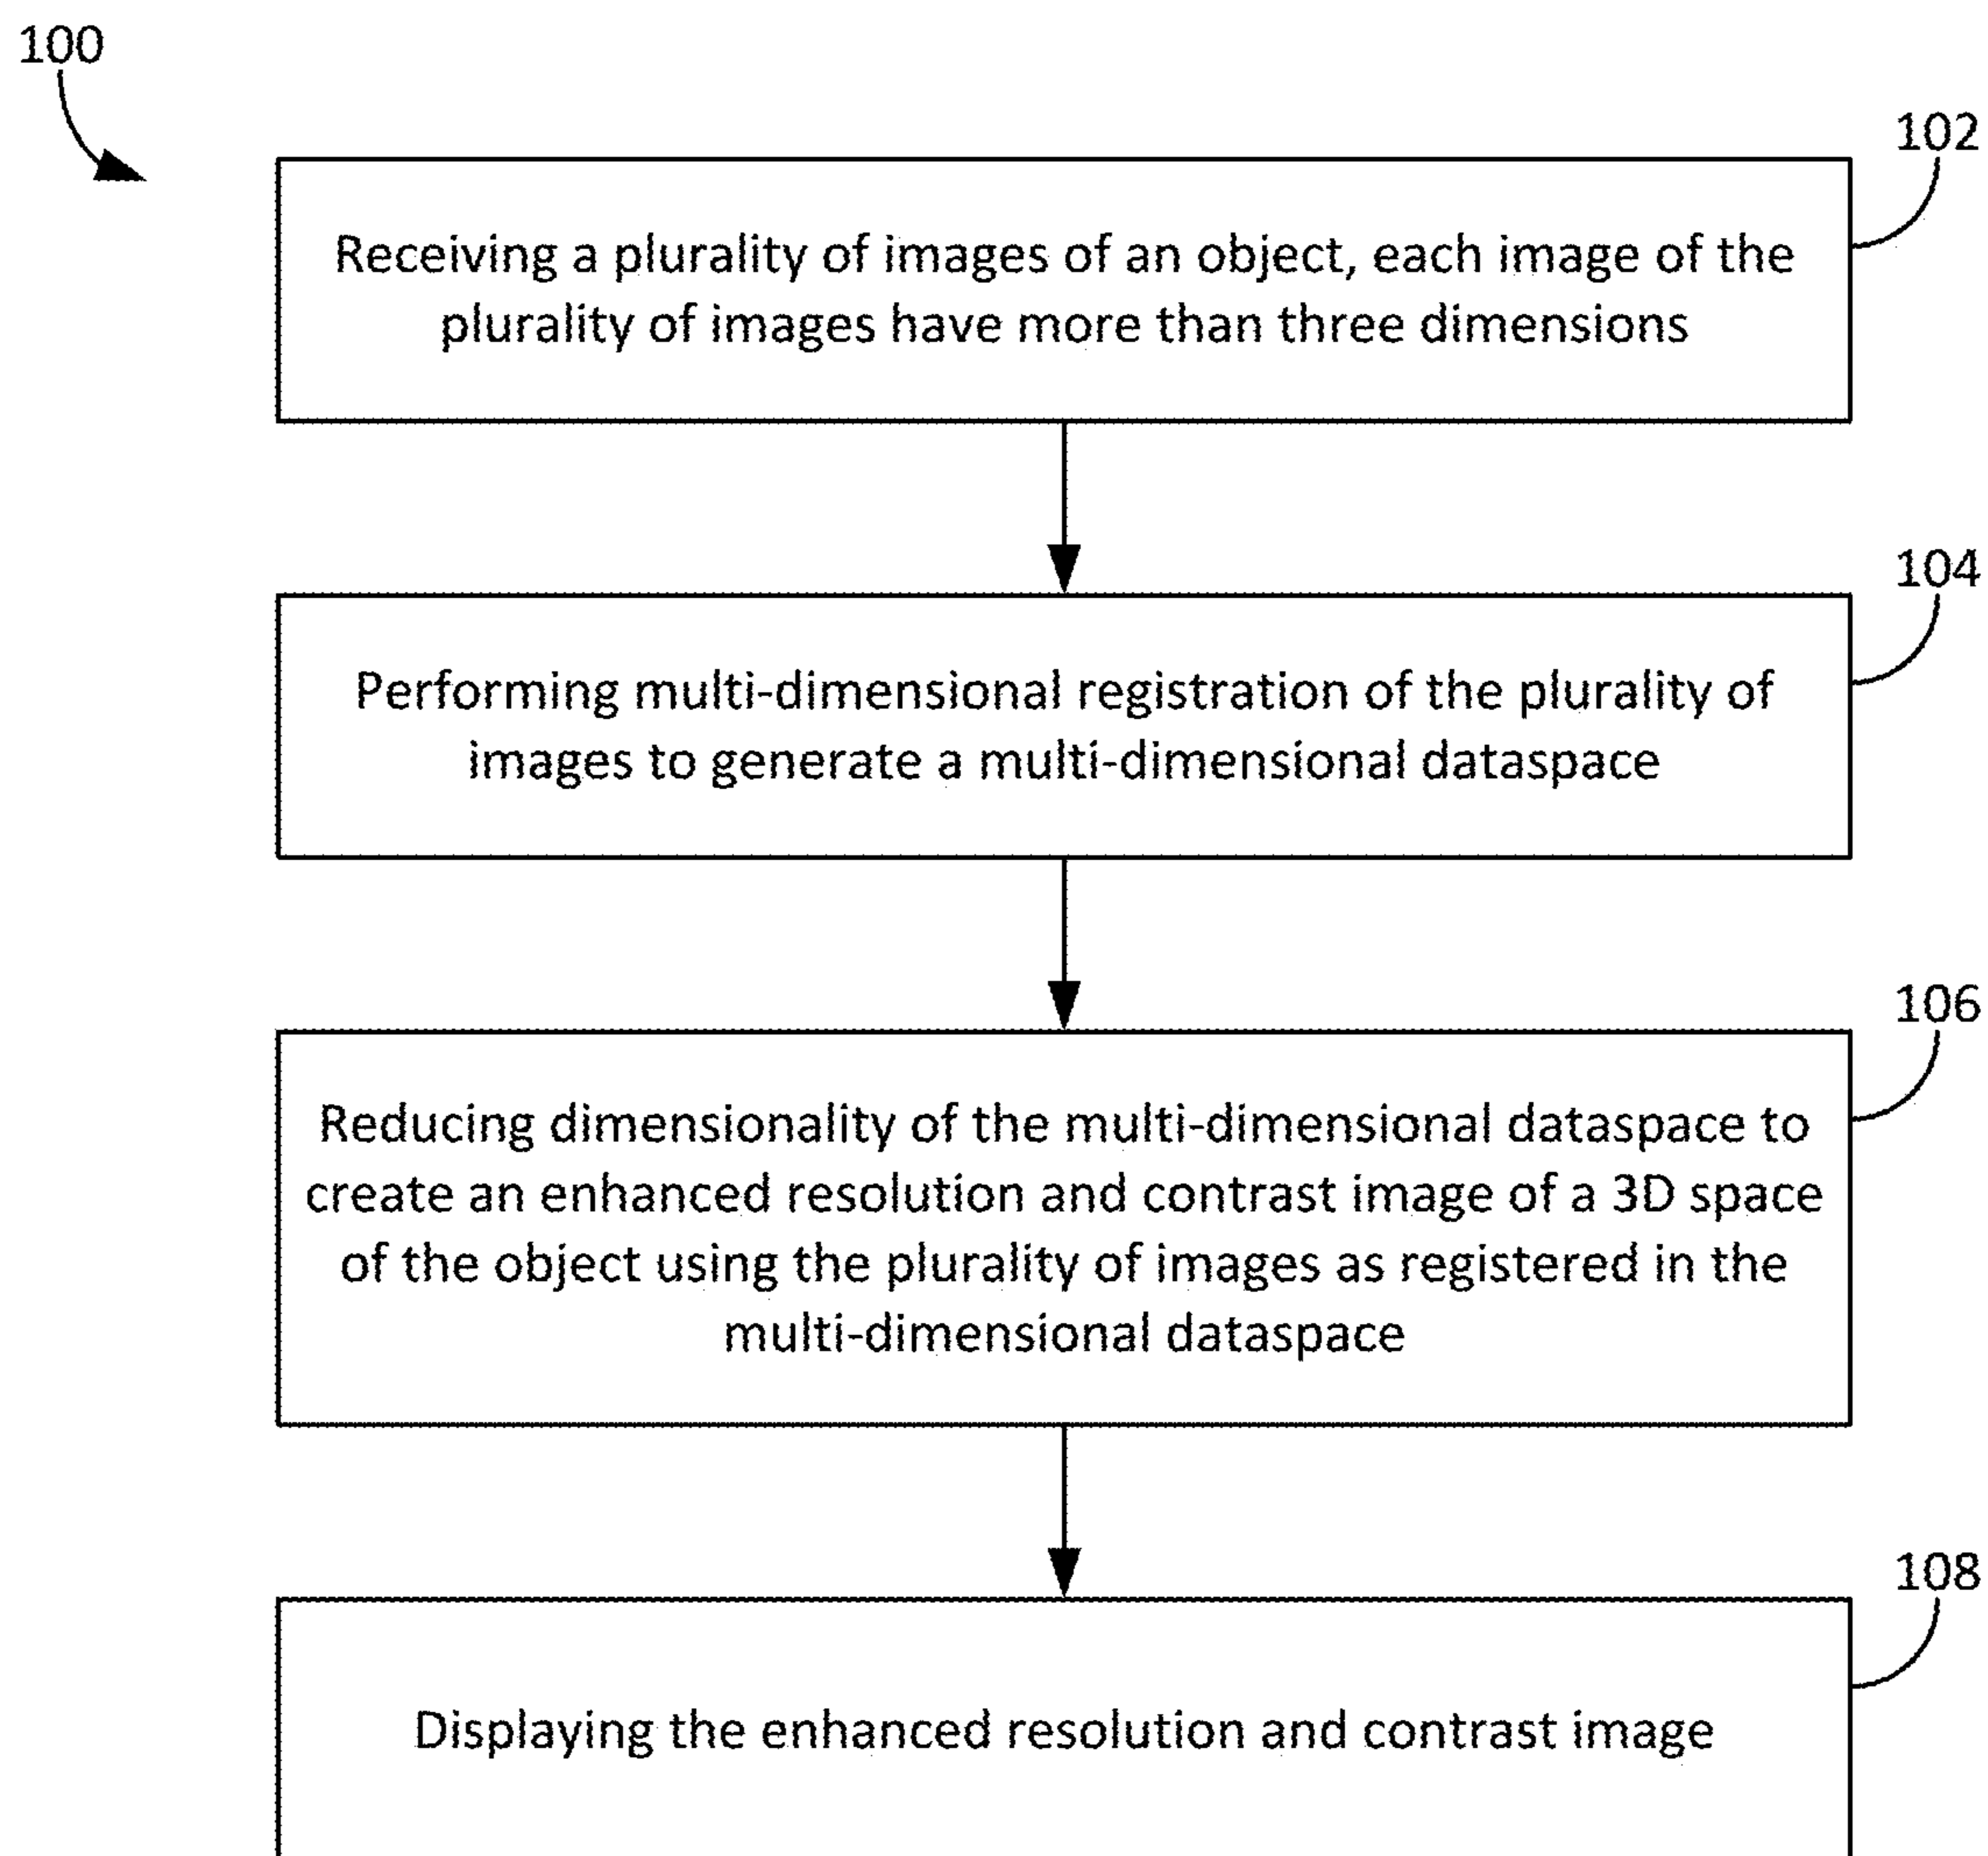 100
102
Receiving a plurality of images of an object, each image of the
plurality of images have more than three dimensions
104
Performing multi-dimensional registration of the plurality of
images to generate a multi-dimensional dataspace
106
Reducing dimensionality of the multi-dimensional dataspace to
create an enhanced resolution and contrast image of a 3D space
of the object using the plurality of images as registered in the
multi-dimensional dataspace
108
Displaying the enhanced resolution and contrast image